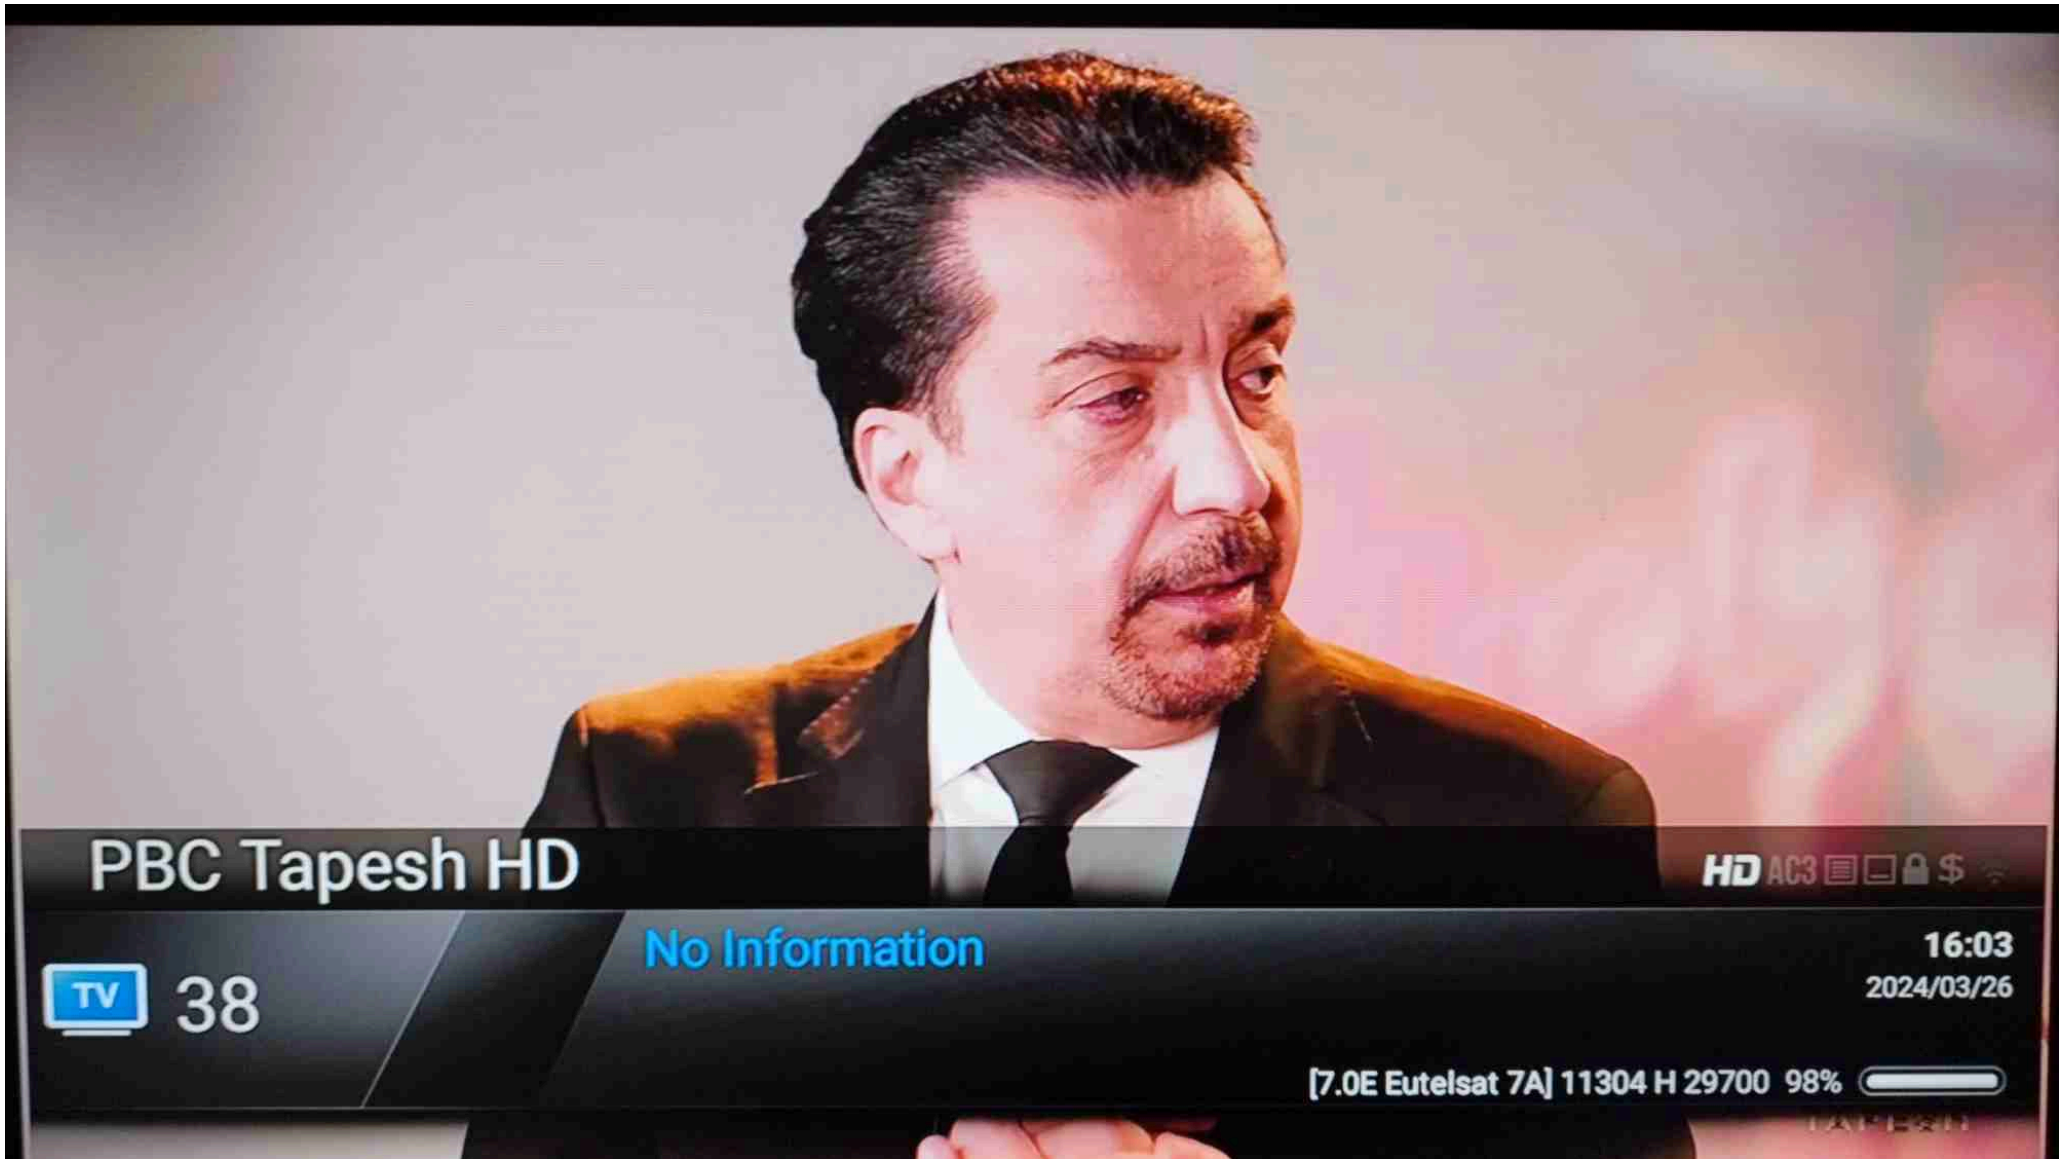 PBC Tapesh HD
HD AC3 $
No Information
16:03
TV 38
2024/03/26
[7.0E Eutelsat 7A] 11304 H 29700 98%
TAPESH